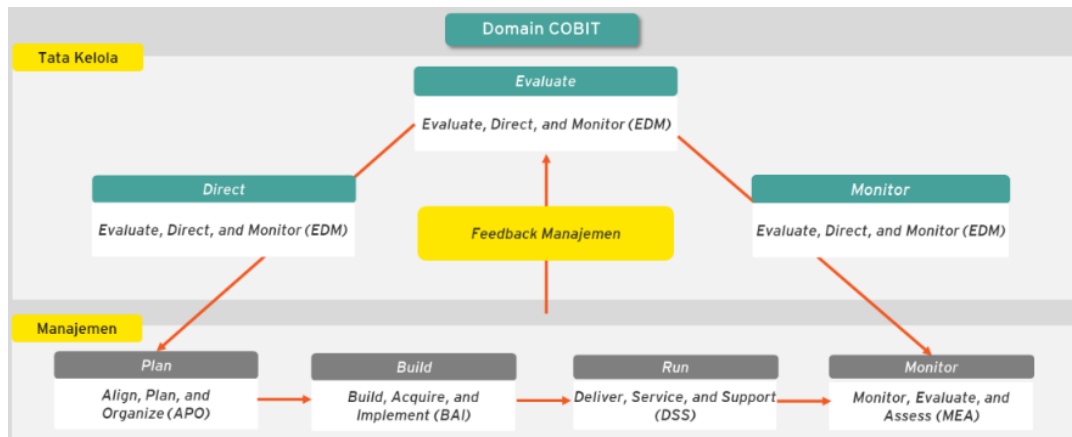 Domain COBIT
Tata Kelola
Evaluate
Evaluate, Direct, and Monitor (EDM)
Direct
Evaluate, Direct, and Monitor (EDM)
Feedback Manajemen
Monitor
Evaluate, Direct, and Monitor (EDM)
Manajemen
Plan
Align, Plan, and
Organize (APO)
Build
Build, Acquire, and
Implement (BAI)
Run
Deliver, Service, and Support
(DSS)
Monitor
Monitor, Evaluate, and
Assess (MEA)